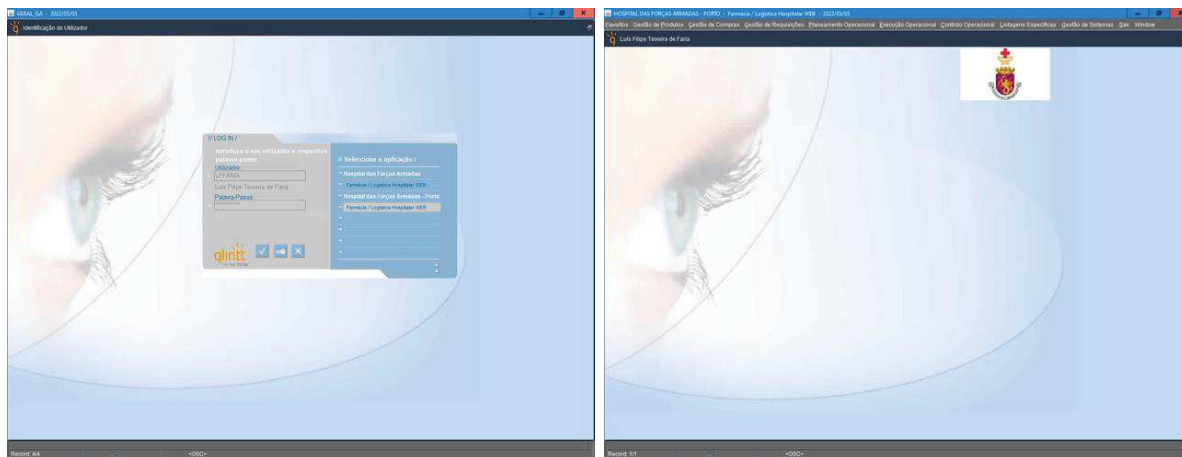 GERAL_GA - 2022/05/05
Identificação do Utilizador
// LOG IN /
Introduza o seu utilizador e respectiva
palavra-passe:
Utilizador
LFFARIA
Luís Filipe Teixeira de Faria
Palavra-Passe
**********
glintt
// Seleccione a aplicação /
Hospital das Forças Armadas
Farmácia / Logística Hospitalar WEB
Hospital das Forças Armadas - Porto
Farmácia / Logística Hospitalar WEB
Record: 4/4
<OSC>
HOSPITAL DAS FORÇAS ARMADAS - PORTO - Farmácia / Logística Hospitalar WEB - 2022/05/05
Favoritos Gestão de Produtos Gestão de Compras Gestão de Requisições Planeamento Operacional Execução Operacional Controlo Operacional Listagens Específicas Gestão de Sistemas Sair Window
Luís Filipe Teixeira de Faria
Record: 1/1
<OSC>